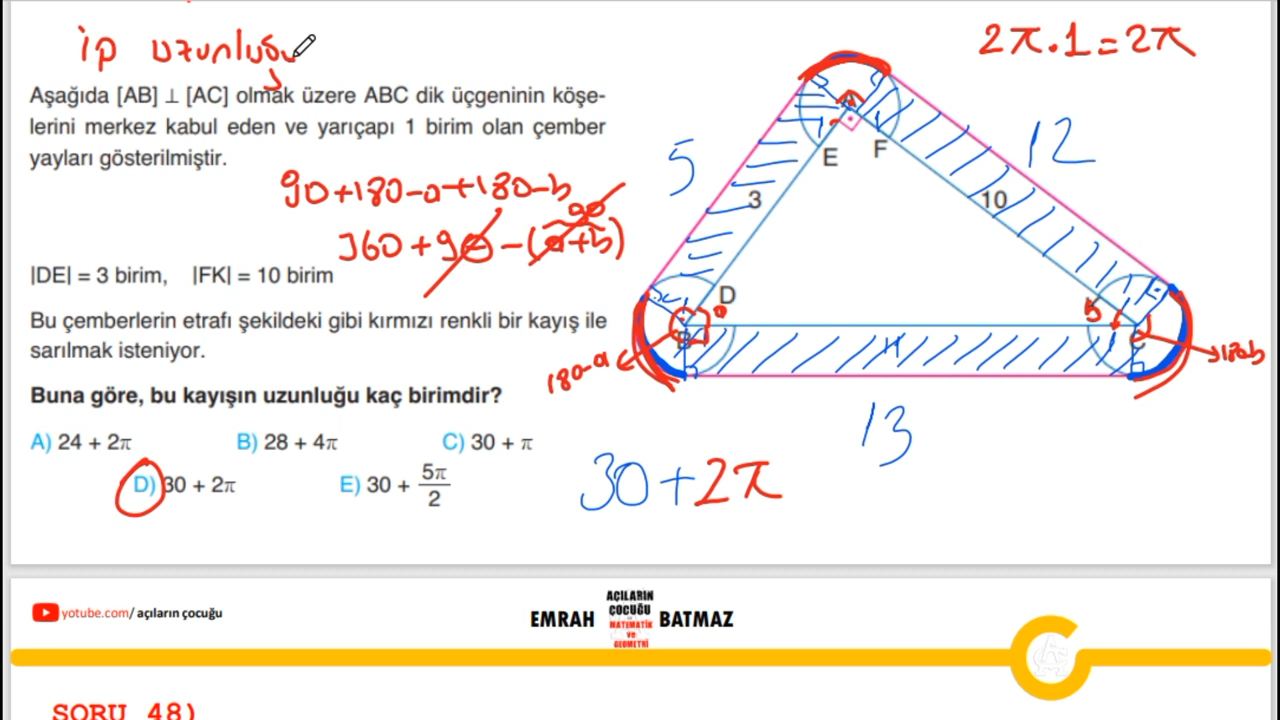 ip uzunluğu
2π.1=2π
Aşağıda [AB] ⊥ [AC] olmak üzere ABC dik üçgeninin köşe-
lerini merkez kabul eden ve yarıçapı 1 birim olan çember
yayları gösterilmiştir.
90+180-a+180-b
90
360+90-(a+b)
|DE| = 3 birim, |FK| = 10 birim
Bu çemberlerin etrafı şekildeki gibi kırmızı renkli bir kayış ile
sarılmak isteniyor.
Buna göre, bu kayışın uzunluğu kaç birimdir?
A) 24 + 2π B) 28 + 4π C) 30 + π
D) 30 + 2π E) 30 + 5π/2
A
E
F
5
12
3
10
D
B
C
180-a
180-b
13
30+2π
yotube.com/ açıların çocuğu
EMRAH
AÇILARIN
ÇOCUĞU
MATEMATİK
ve
GEOMETRİ
BATMAZ
SORU 48)